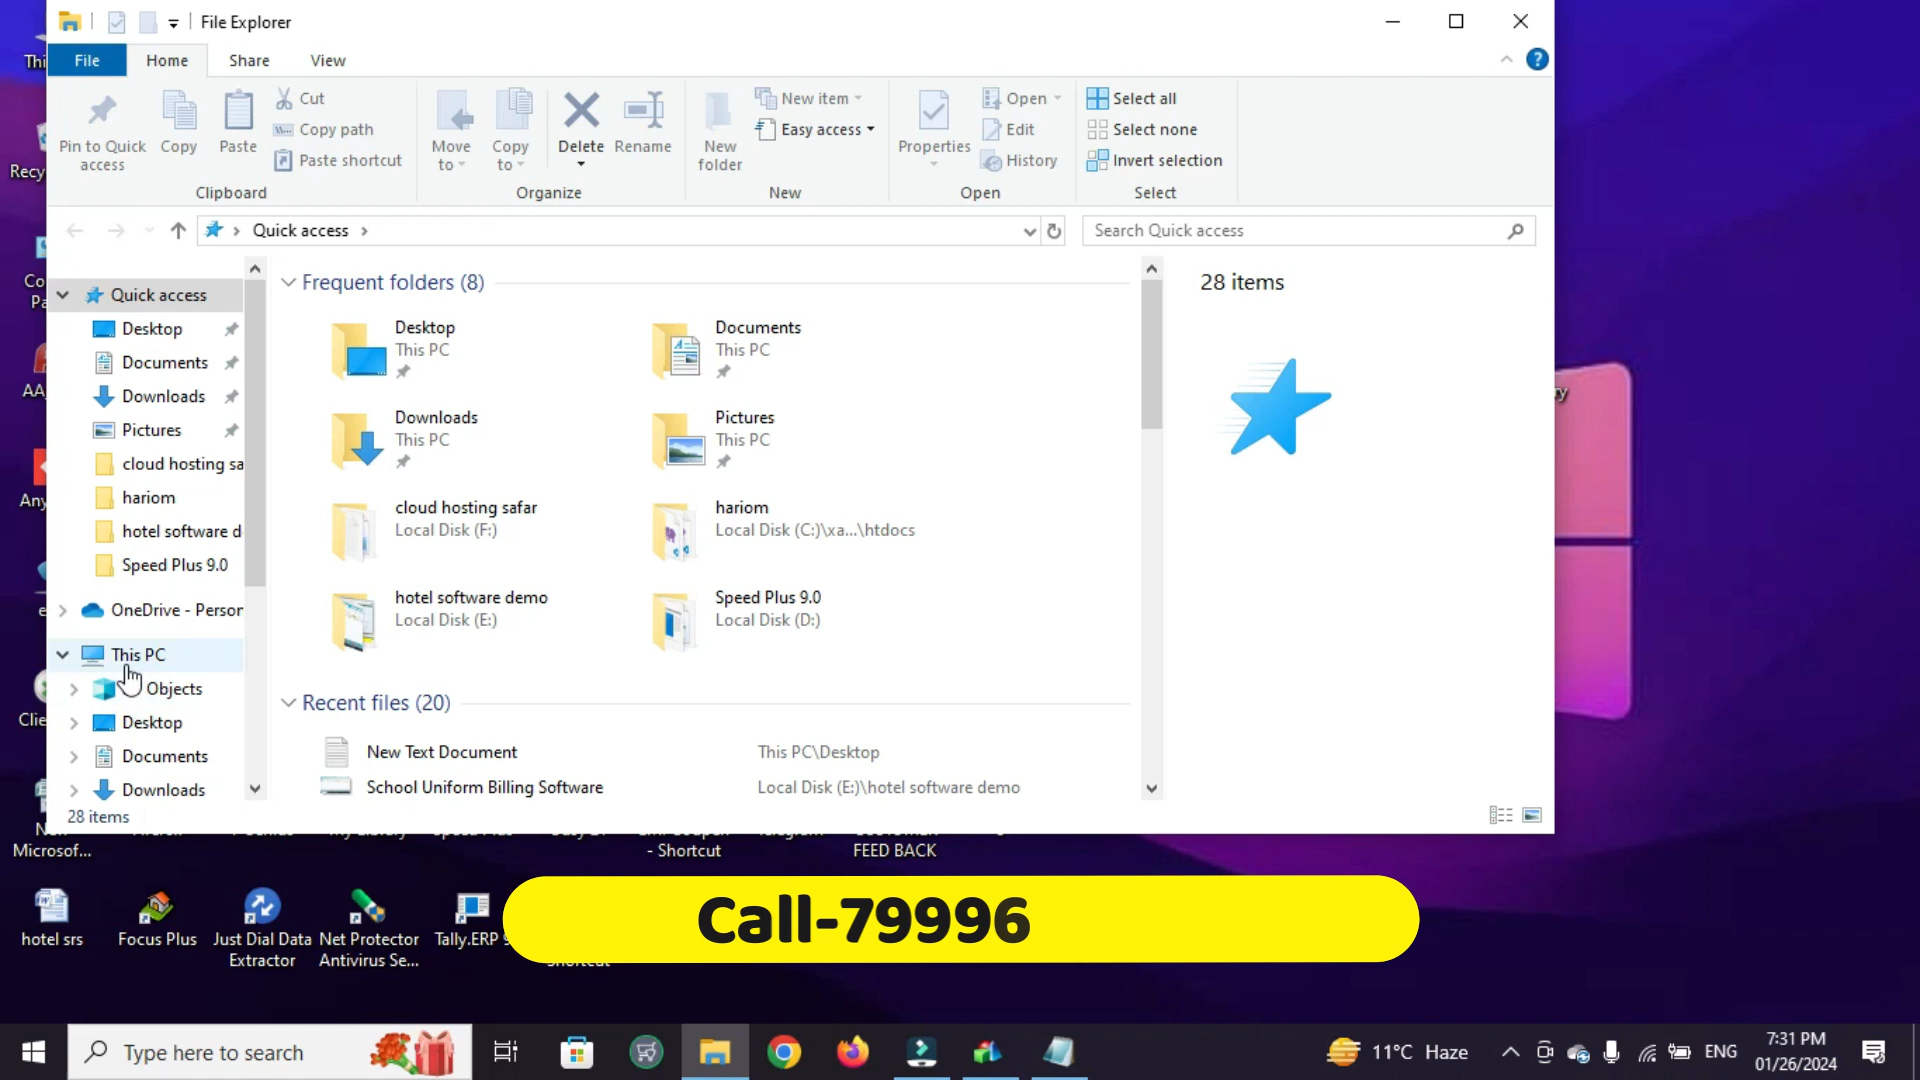 File Explorer
File
Home
Share
View
Pin to Quick access
Copy
Paste
Cut
Copy path
Paste shortcut
Clipboard
Move to
Copy to
Delete
Rename
Organize
New folder
New item
Easy access
New
Properties
Open
Edit
History
Open
Select all
Select none
Invert selection
Select
Quick access
Search Quick access
Quick access
Desktop
Documents
Downloads
Pictures
cloud hosting sa
hariom
hotel software d
Speed Plus 9.0
OneDrive - Person
This PC
Objects
Desktop
Documents
Downloads
28 items
Frequent folders (8)
Desktop
This PC
Documents
This PC
Downloads
This PC
Pictures
This PC
cloud hosting safar
Local Disk (F:)
hariom
Local Disk (C:)\xa...\htdocs
hotel software demo
Local Disk (E:)
Speed Plus 9.0
Local Disk (D:)
Recent files (20)
New Text Document
This PC\Desktop
School Uniform Billing Software
Local Disk (E:)\hotel software demo
28 items
Microsof...
- Shortcut
FEED BACK
hotel srs
Focus Plus
Just Dial Data Extractor
Net Protector Antivirus Se...
Tally.ERP
Call-79996
Type here to search
11°C Haze
ENG
7:31 PM
01/26/2024